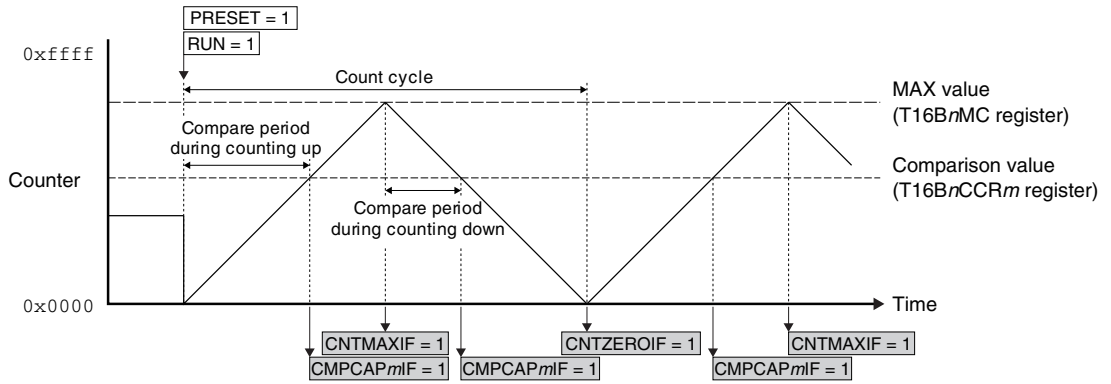 PRESET = 1
RUN = 1
0xffff
Count cycle
MAX value
(T16BnMC register)
Compare period
during counting up
Comparison value
(T16BnCCRm register)
Counter
Compare period
during counting down
0x0000
Time
CNTMAXIF = 1
CNTZEROIF = 1
CNTMAXIF = 1
CMPCAPmIF = 1
CMPCAPmIF = 1
CMPCAPmIF = 1